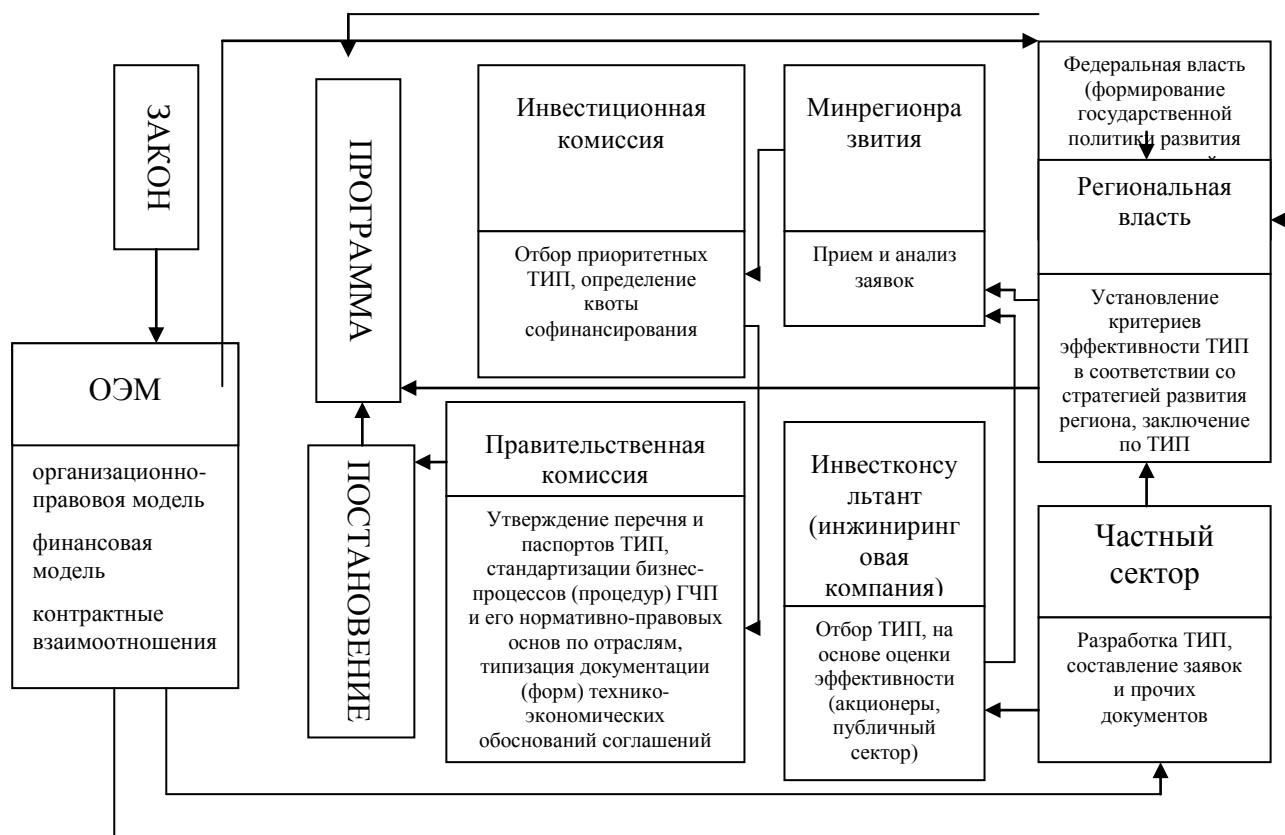 ЗАКОН
ОЭМ
организационно-
правовоя модель
финансовая
модель
контрактные
взаимоотношения
ПРОГРАММА
ПОСТАНОВЕНИЕ
Инвестиционная
комиссия
Отбор приоритетных
ТИП, определение
квоты
софинансирования
Правительственная
комиссия
Утверждение перечня и
паспортов ТИП,
стандартизации бизнес-
процессов (процедур) ГЧП
и его нормативно-правовых
основ по отраслям,
типизация документации
(форм) технико-
экономических
обоснований соглашений
Минрегионра
звития
Прием и анализ
заявок
Инвестконсу
льтант
(инжиниринг
овая
компания)
Отбор ТИП, на
основе оценки
эффективности
(акционеры,
публичный
сектор)
Федеральная власть
(формирование
государственной
политики развития
Региональная
власть
Установление
критериев
эффективности ТИП
в соответствии со
стратегией развития
региона, заключение
по ТИП
Частный
сектор
Разработка ТИП,
составление заявок
и прочих
документов